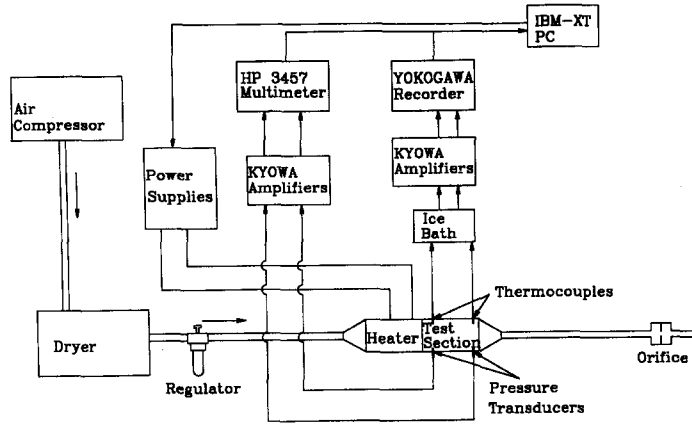 IBM-XT
PC
HP 3457
Multimeter
YOKOGAWA
Recorder
Air
Compressor
Power
Supplies
KYOWA
Amplifiers
KYOWA
Amplifiers
Ice
Bath
Thermocouples
Dryer
Heater
Test
Section
Orifice
Regulator
Pressure
Transducers